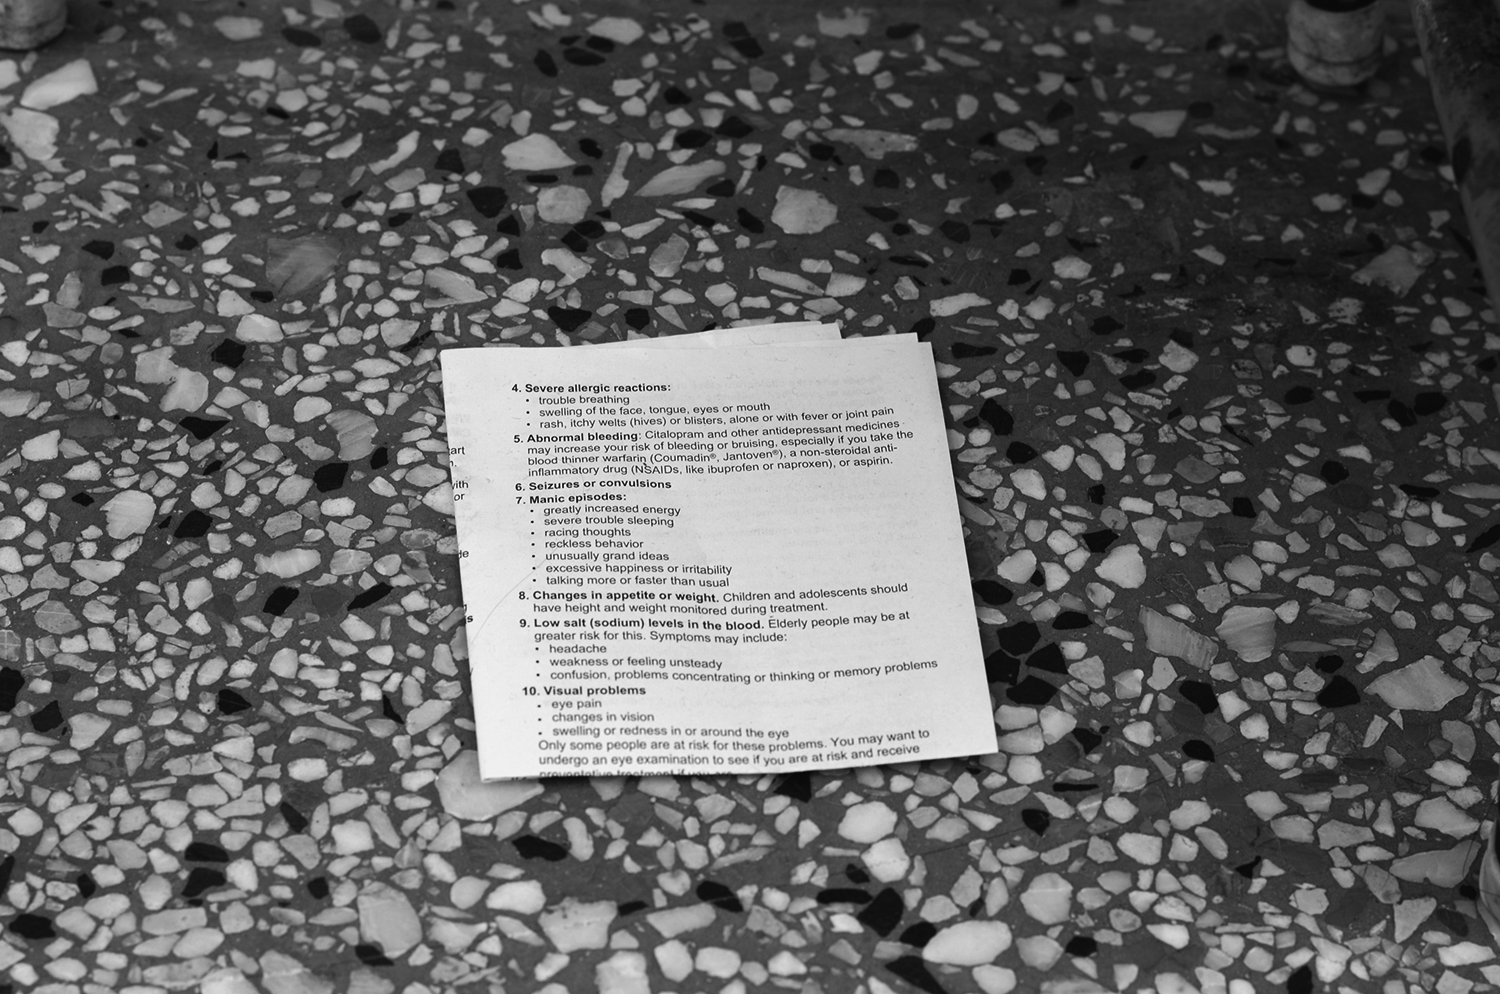 4. Severe allergic reactions:
• trouble breathing
• swelling of the face, tongue, eyes or mouth
• rash, itchy welts (hives) or blisters, alone or with fever or joint pain
5. Abnormal bleeding: Citalopram and other antidepressant medicines
may increase your risk of bleeding or bruising, especially if you take the
blood thinner warfarin (Coumadin®, Jantoven®), a non-steroidal anti-
inflammatory drug (NSAIDs, like ibuprofen or naproxen), or aspirin.
6. Seizures or convulsions
7. Manic episodes:
• greatly increased energy
• severe trouble sleeping
• racing thoughts
• reckless behavior
• unusually grand ideas
• excessive happiness or irritability
• talking more or faster than usual
8. Changes in appetite or weight. Children and adolescents should
have height and weight monitored during treatment.
9. Low salt (sodium) levels in the blood. Elderly people may be at
greater risk for this. Symptoms may include:
• headache
• weakness or feeling unsteady
• confusion, problems concentrating or thinking or memory problems
10. Visual problems
• eye pain
• changes in vision
• swelling or redness in or around the eye
Only some people are at risk for these problems. You may want to
undergo an eye examination to see if you are at risk and receive
preventative treatment if you are